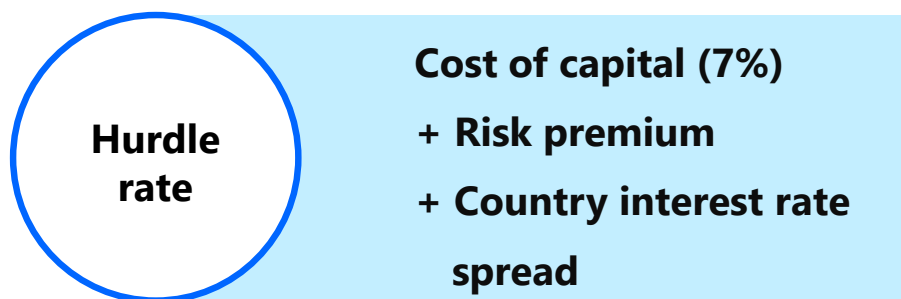 Hurdle
rate
Cost of capital (7%)
+ Risk premium
+ Country interest rate
spread